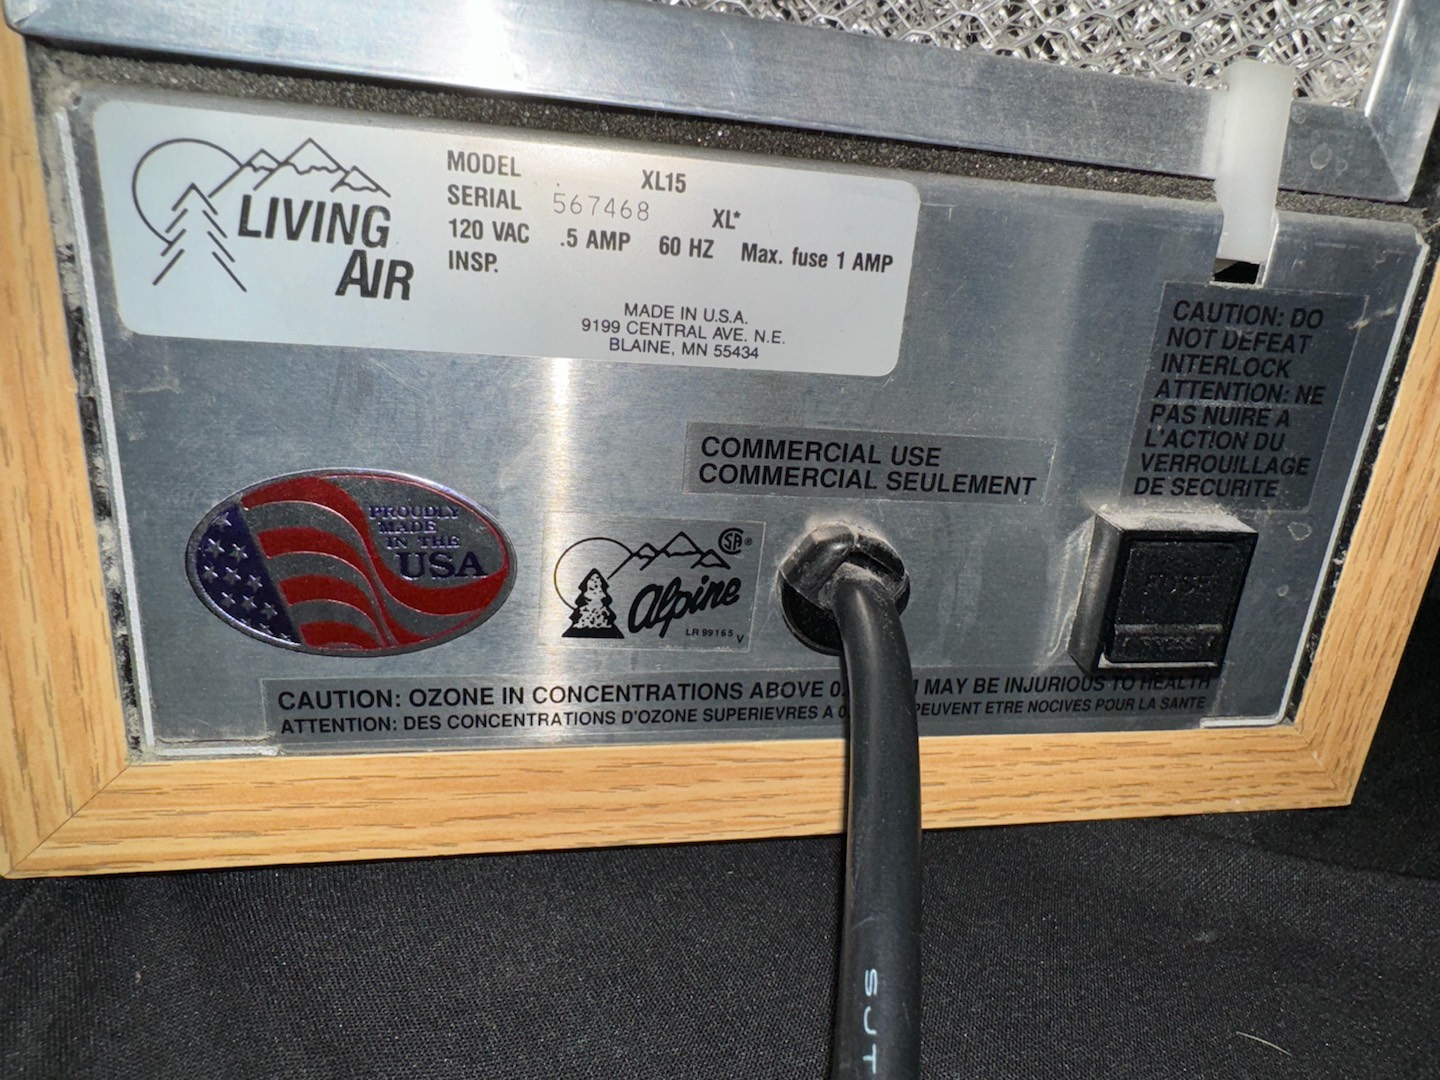 LIVING
AIR
MODEL XL15
SERIAL 567468 XL*
120 VAC .5 AMP 60 HZ Max. fuse 1 AMP
INSP.
MADE IN U.S.A.
9199 CENTRAL AVE. N.E.
BLAINE, MN 55434
CAUTION: DO
NOT DEFEAT
INTERLOCK
ATTENTION: NE
PAS NUIRE A
L'ACTION DU
VERROUILLAGE
DE SECURITE
COMMERCIAL USE
COMMERCIAL SEULEMENT
PROUDLY
MADE
IN THE
USA
SA ®
Alpine
LR 99165 V
FUSE
CAUTION: OZONE IN CONCENTRATIONS ABOVE 0. MAY BE INJURIOUS TO HEALTH
ATTENTION: DES CONCENTRATIONS D'OZONE SUPERIEVRES A PEUVENT ETRE NOCIVES POUR LA SANTE
SJT